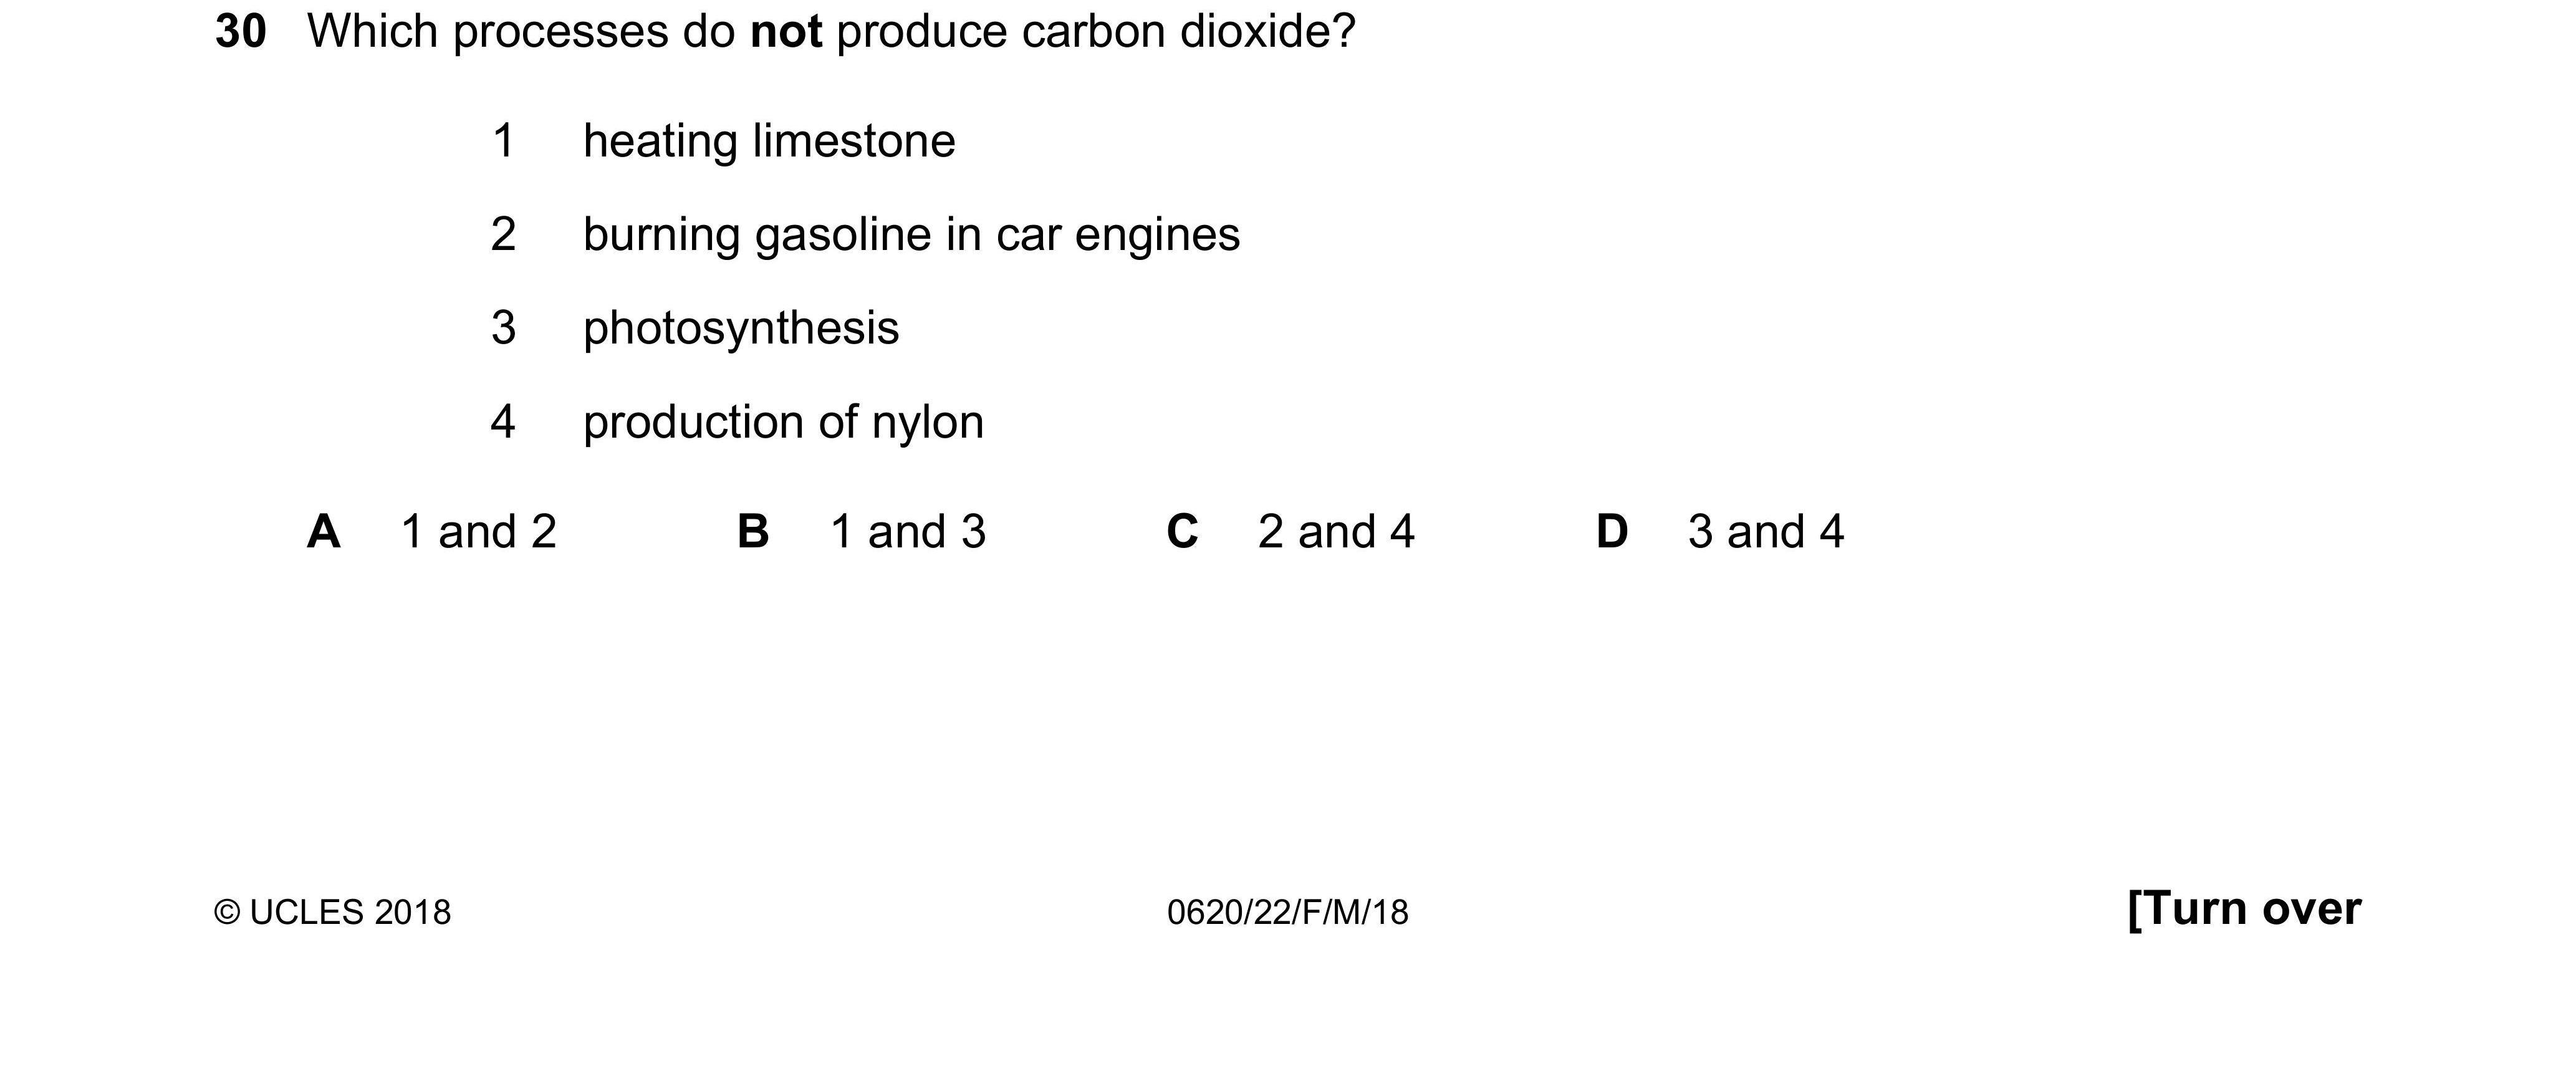 30 Which processes do not produce carbon dioxide?
1 heating limestone
2 burning gasoline in car engines
3 photosynthesis
4 production of nylon
A 1 and 2 B 1 and 3 C 2 and 4 D 3 and 4
© UCLES 2018 0620/22/F/M/18 [Turn over